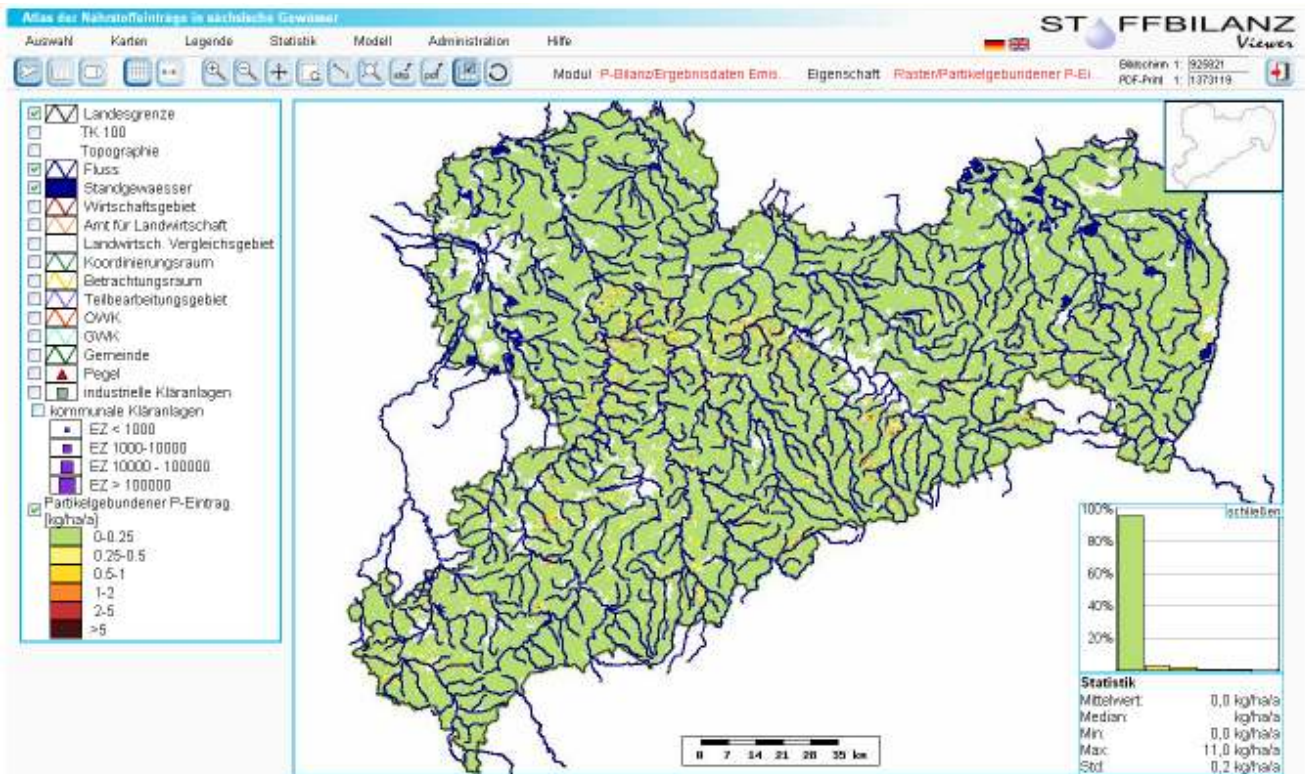 Atlas der Nährstoffeinträge in sächsische Gewässer
STOFFBILANZ
Viewer
Auswahl Karten Legende Statistik Modell Administration Hilfe
Modul P-Bilanz/Ergebnisdaten Emis... Eigenschaft Raster/Partikelgebundener P-Ei...
Bildschirm 1: 925921
PDF-Print 1: 1373119
Landesgrenze
TK 100
Topographie
Fluss
Standgewaesser
Wirtschaftsgebiet
Amt für Landwirtschaft
Landwirtsch. Vergleichsgebiet
Koordinierungsraum
Betrachtungsraum
Teilbearbeitungsgebiet
OWK
GWK
Gemeinde
Pegel
industrielle Kläranlagen
kommunale Kläranlagen
EZ < 1000
EZ 1000-10000
EZ 10000 - 100000
EZ > 100000
Partikelgebundener P-Eintrag
[kg/ha/a]
0-0.25
0.25-0.5
0.5-1
1-2
2-5
>5
0 7 14 21 28 35 km
schließen
100%
80%
60%
40%
20%
Statistik
Mittelwert: 0,0 kg/ha/a
Median: kg/ha/a
Min: 0,0 kg/ha/a
Max: 11,0 kg/ha/a
Std: 0,2 kg/ha/a